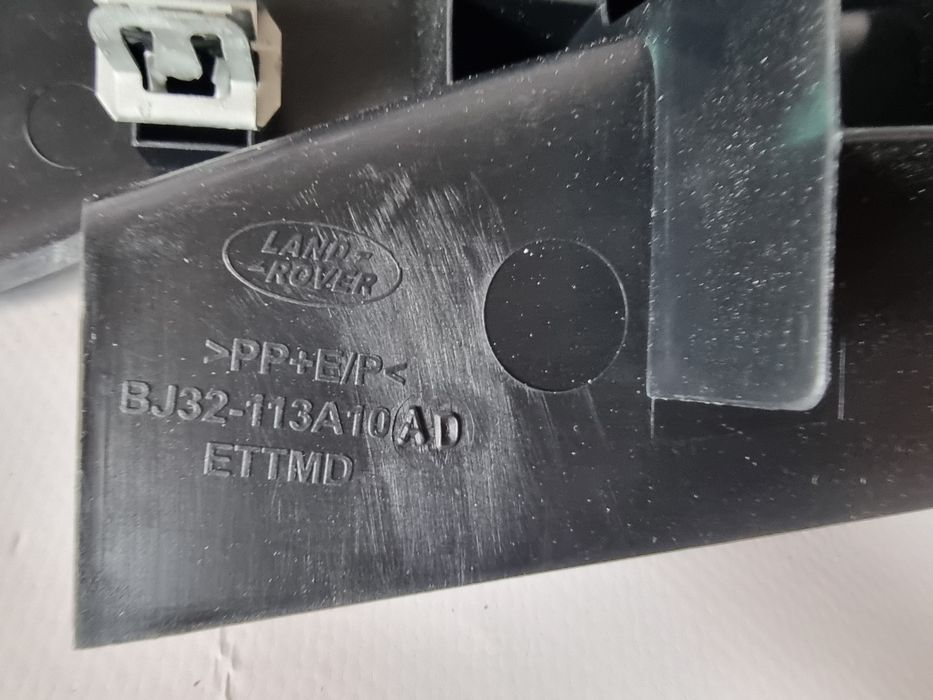 LAND-
-ROVER
>PP+E/P<
BJ32-113A10AD
ETTMD